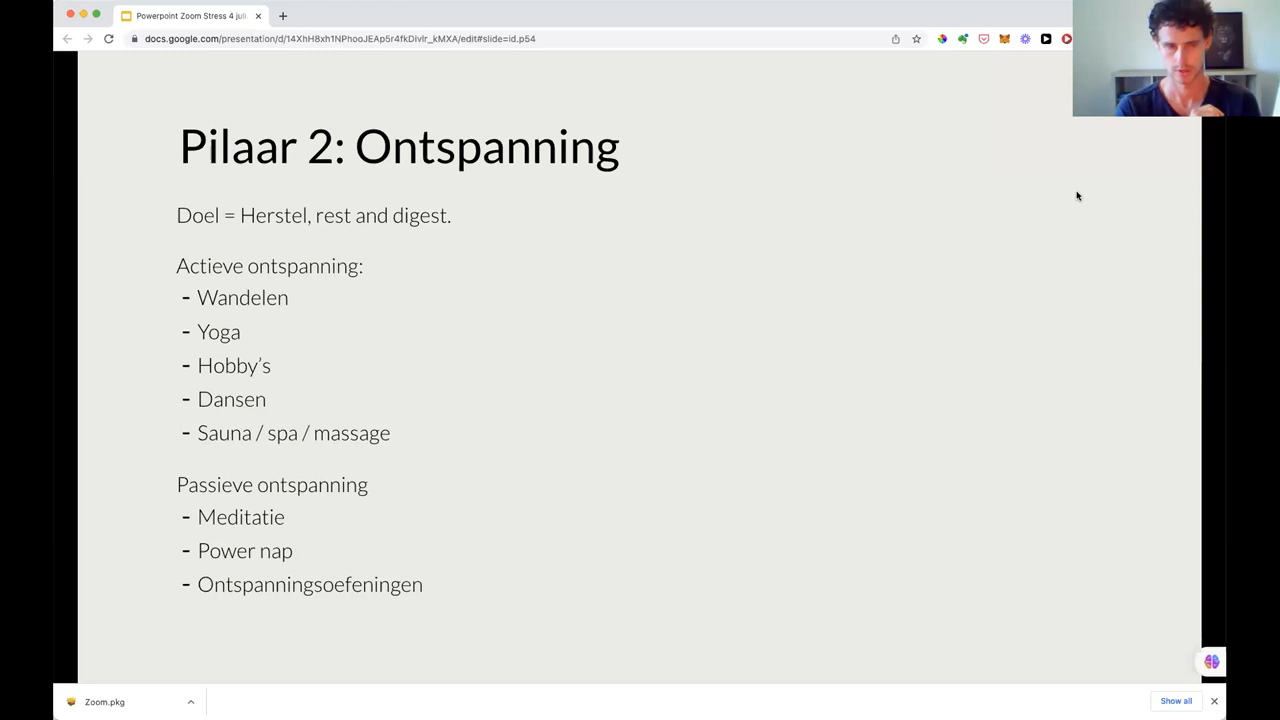 Powerpoint Zoom Stress 4 juli
docs.google.com/presentation/d/14XhH8xh1NPhooJEAp5r4fkDivlr_kMXA/edit#slide=id.p54
Pilaar 2: Ontspanning
Doel = Herstel, rest and digest.
Actieve ontspanning:
- Wandelen
- Yoga
- Hobby’s
- Dansen
- Sauna / spa / massage
Passieve ontspanning
- Meditatie
- Power nap
- Ontspanningsoefeningen
Zoom.pkg
Show all